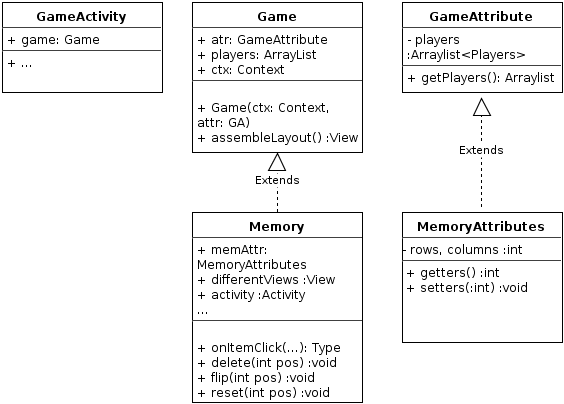 GameActivity
+ game: Game
+ ...
Game
+ atr: GameAttribute
+ players: ArrayList
+ ctx: Context
+ Game(ctx: Context,
attr: GA)
+ assembleLayout() :View
GameAttribute
- players
:Arraylist<Players>
+ getPlayers(): Arraylist
Extends
Extends
Memory
+ memAttr:
MemoryAttributes
+ differentViews :View
+ activity :Activity
...
+ onItemClick(...): Type
+ delete(int pos) :void
+ flip(int pos) :void
+ reset(int pos) :void
MemoryAttributes
- rows, columns :int
+ getters() :int
+ setters(:int) :void